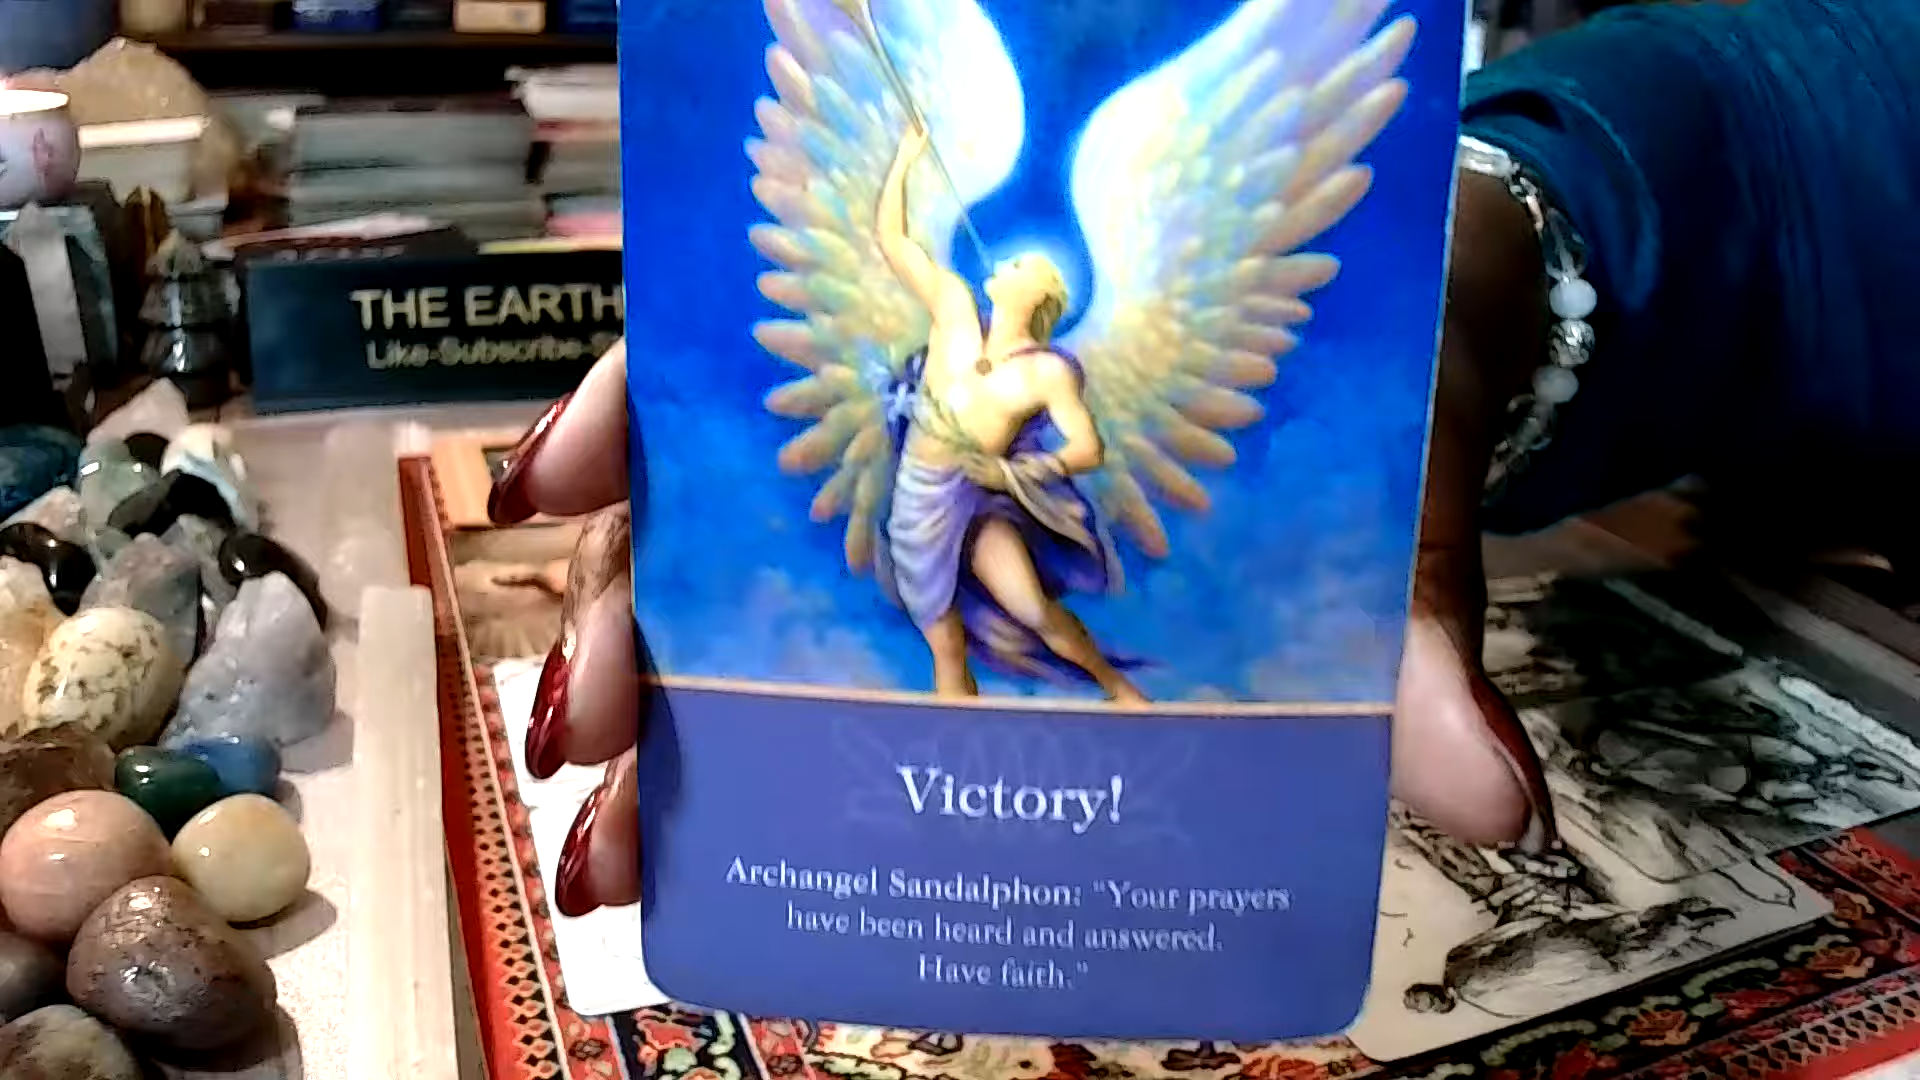 THE EARTH
Like-Subscribe-S
Victory!
Archangel Sandalphon: "Your prayers
have been heard and answered.
Have faith."